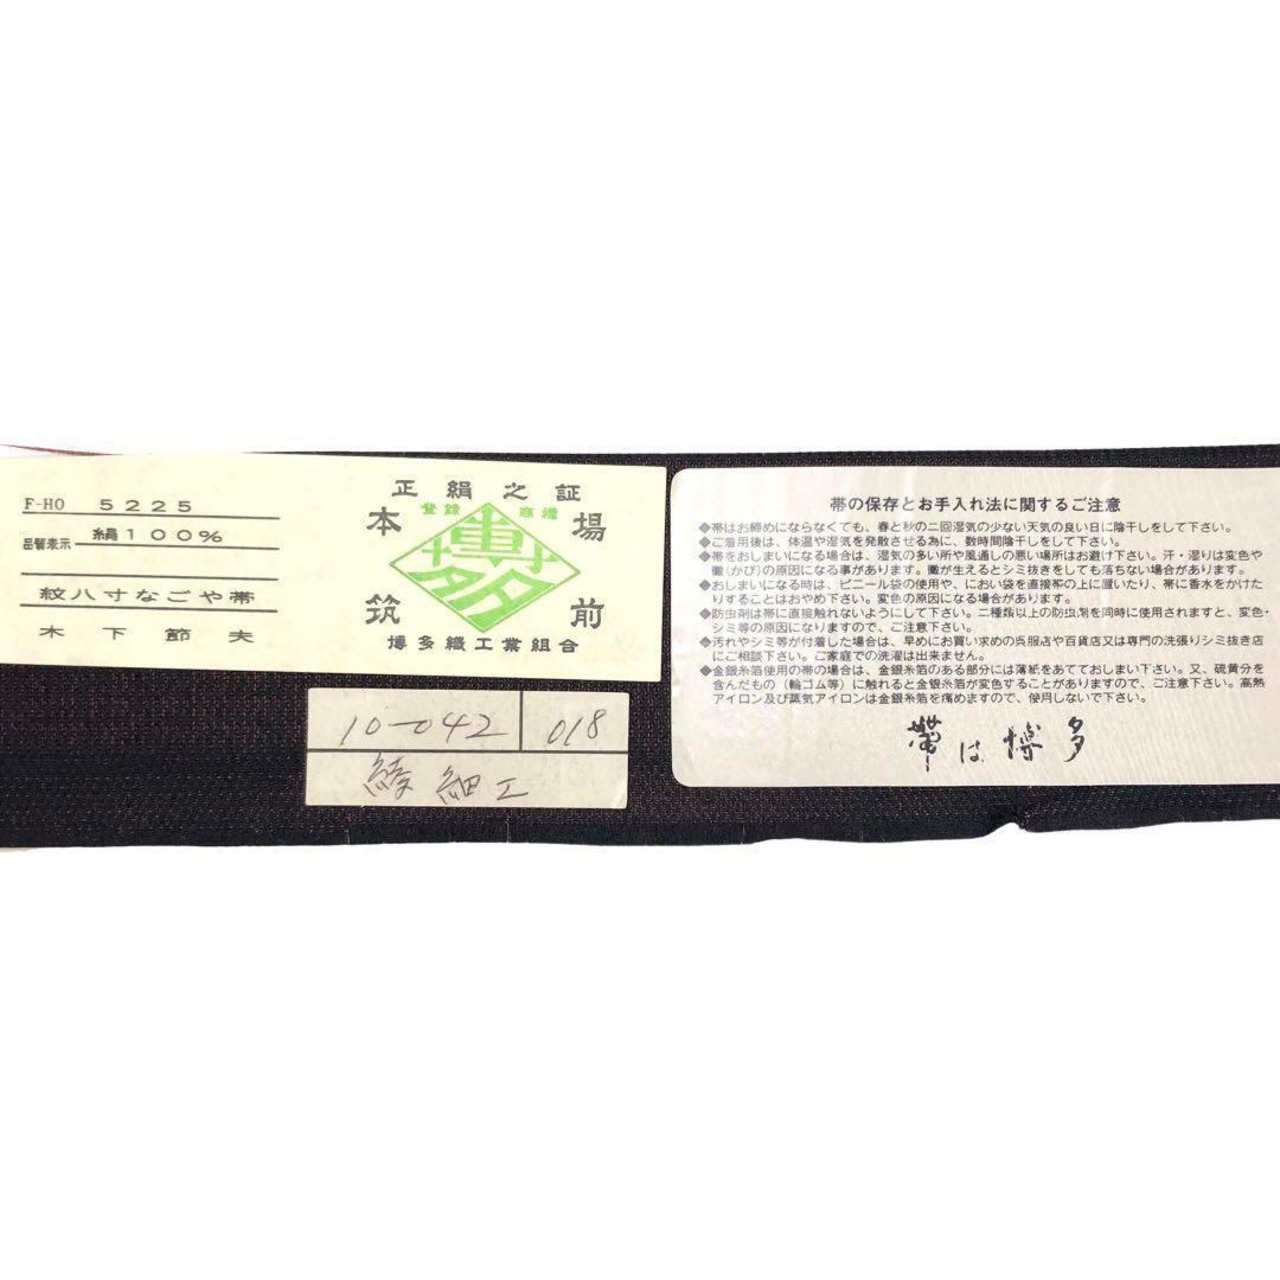 F-HO 5225
品質表示 絹100%
紋八寸なごや帯
木下節夫
正絹之証
登録 商標
本場
博多
筑前
博多織工業組合
10-042 018
綾細工
帯の保存とお手入れ法に関するご注意
◆帯はお締めにならなくても、春と秋の二回湿気の少ない天気の良い日に陰干しをして下さい。
◆ご着用後は、体温や湿気を発散させる為に、数時間陰干しをして下さい。
◆帯をおしまいになる場合は、湿気の多い所や風通しの悪い場所はお避け下さい。汗・湿りは変色や
黴(かび)の原因になる事があります。黴が生えるとシミ抜きをしても落ちない場合があります。
◆おしまいになる時は、ビニール袋の使用や、におい袋を直接帯の上に置いたり、帯に香水をかけた
りすることはおやめ下さい。変色の原因になる場合があります。
◆防虫剤は帯に直接触れないようにして下さい。二種類以上の防虫剤を同時に使用されますと、変色・
シミ等の原因になりますので、ご注意下さい。
◆汚れやシミ等が付着した場合は、早めにお買い求めの呉服店や百貨店又は専門の洗張りシミ抜き店
にご相談下さい。ご家庭での洗濯は出来ません。
◆金銀糸箔使用の帯の場合は、金銀糸箔のある部分には薄紙をあてておしまい下さい。又、硫黄分を
含んだもの（輪ゴム等）に触れると金銀糸箔が変色することがありますので、ご注意下さい。高熱
アイロン及び蒸気アイロンは金銀糸箔を痛めますので、使用しないで下さい。
帯は博多